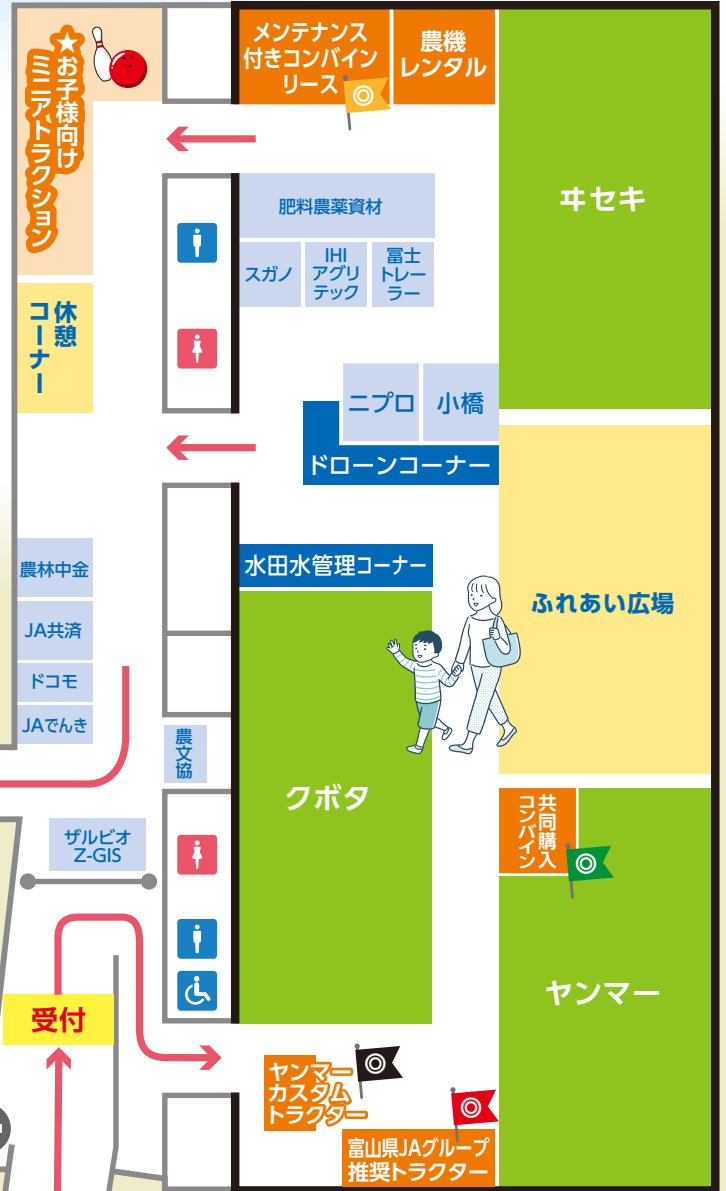 ★お子様向け
ミニアトラクション
メンテナンス
付きコンバイン
リース
農機
レンタル
ヰセキ
肥料農薬資材
スガノ
IHI
アグリ
テック
冨士
トレー
ラー
休憩
コーナー
ニプロ
小橋
ドローンコーナー
水田水管理コーナー
ふれあい広場
農林中金
JA共済
ドコモ
JAでんき
農文協
クボタ
共同購入
コンバイン
ザルビオ
Z-GIS
ヤンマー
受付
ヤンマー
カスタム
トラクター
富山県JAグループ
推奨トラクター